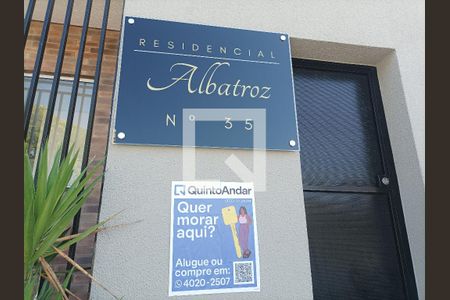 RESIDENCIAL
Albatroz
Nº 35
QuintoAndar
Quer
morar
aqui?
Alugue ou
compre em:
4020-2507